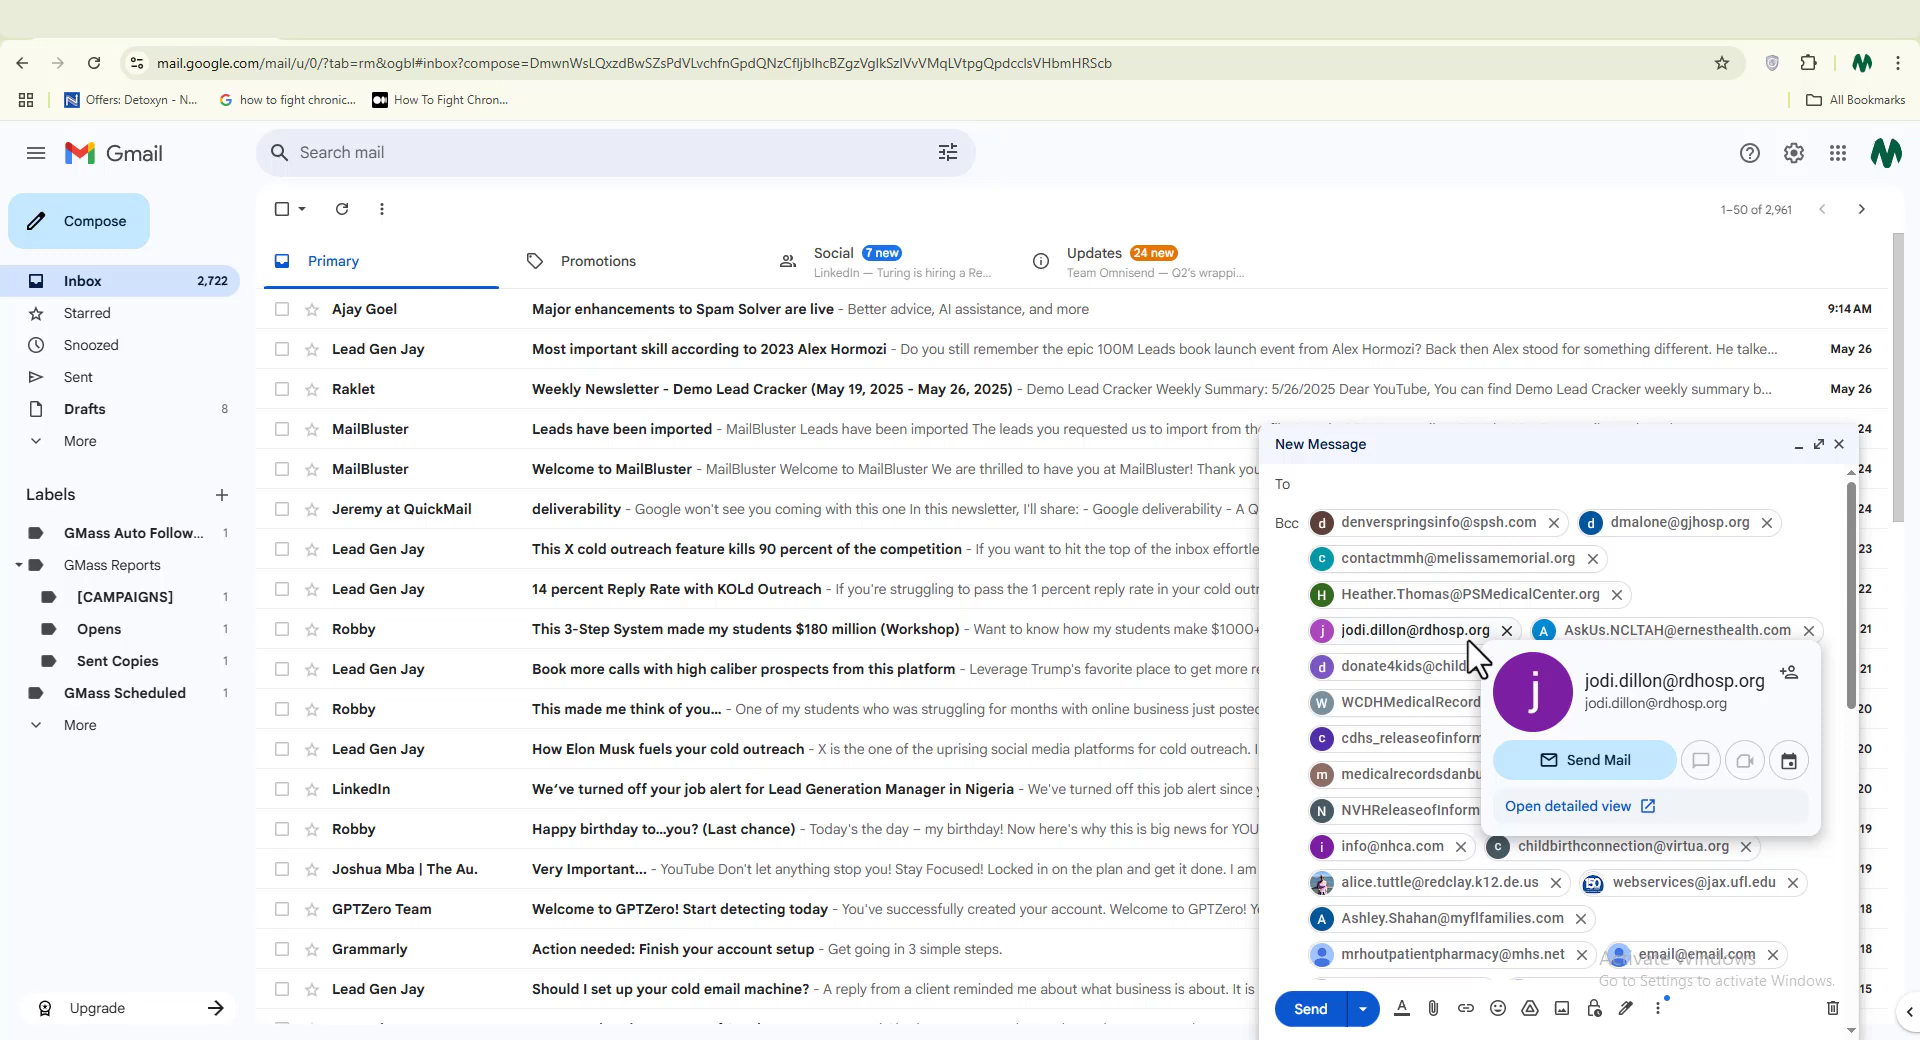 mail.google.com/mail/u/0/?tab=rm&ogbl#inbox?compose=DmwnWsLQxzdBwSZsPdVLvchfnGpdQNzCfljblhcBZgzVglkSzlVvVMqLVtpgQpdcclsVHbmHRScb
Offers: Detoxyn - N...
how to fight chronic...
How To Fight Chron...
All Bookmarks
Gmail
Search mail
Compose
1–50 of 2,961
Primary
Promotions
Social 7 new
LinkedIn — Turing is hiring a Re...
Updates 24 new
Team Omnisend — Q2's wrappi...
Inbox 2,722
Starred
Snoozed
Sent
Drafts 8
More
Labels
GMass Auto Follow... 1
GMass Reports
[CAMPAIGNS] 1
Opens 1
Sent Copies 1
GMass Scheduled 1
More
Upgrade
Ajay Goel Major enhancements to Spam Solver are live - Better advice, AI assistance, and more 9:14 AM
Lead Gen Jay Most important skill according to 2023 Alex Hormozi - Do you still remember the epic 100M Leads book launch event from Alex Hormozi? Back then Alex stood for something different. He talke... May 26
Raklet Weekly Newsletter - Demo Lead Cracker (May 19, 2025 - May 26, 2025) - Demo Lead Cracker Weekly Summary: 5/26/2025 Dear YouTube, You can find Demo Lead Cracker weekly summary b... May 26
MailBluster Leads have been imported - MailBluster Leads have been imported The leads you requested us to import from the 24
MailBluster Welcome to MailBluster - MailBluster Welcome to MailBluster We are thrilled to have you at MailBluster! Thank you 24
Jeremy at QuickMail deliverability - Google won't see you coming with this one In this newsletter, I'll share: - Google deliverability - A Q 24
Lead Gen Jay This X cold outreach feature kills 90 percent of the competition - If you want to hit the top of the inbox effortle 23
Lead Gen Jay 14 percent Reply Rate with KOLd Outreach - If you're struggling to pass the 1 percent reply rate in your cold out 22
Robby This 3-Step System made my students $180 million (Workshop) - Want to know how my students make $1000+ 21
Lead Gen Jay Book more calls with high caliber prospects from this platform - Leverage Trump's favorite place to get more re 21
Robby This made me think of you... - One of my students who was struggling for months with online business just poste 20
Lead Gen Jay How Elon Musk fuels your cold outreach - X is the one of the uprising social media platforms for cold outreach. 20
LinkedIn We've turned off your job alert for Lead Generation Manager in Nigeria - We've turned off this job alert since 20
Robby Happy birthday to...you? (Last chance) - Today's the day – my birthday! Now here's why this is big news for YOU 19
Joshua Mba | The Au. Very Important... - YouTube Don't let anything stop you! Stay Focused! Locked in on the plan and get it done. I am 19
GPTZero Team Welcome to GPTZero! Start detecting today - You've successfully created your account. Welcome to GPTZero! 18
Grammarly Action needed: Finish your account setup - Get going in 3 simple steps. 18
Lead Gen Jay Should I set up your cold email machine? - A reply from a client reminded me about what business is about. It is 15
New Message
To
Bcc d denverspringsinfo@spsh.com d dmalone@gjhosp.org
c contactmmh@melissamemorial.org
H Heather.Thomas@PSMedicalCenter.org
j jodi.dillon@rdhosp.org A AskUs.NCLTAH@ernesthealth.com
d donate4kids@child
W WCDHMedicalRecord
c cdhs_releaseofinform
m medicalrecordsdanbu
N NVHReleaseofInform
i info@nhca.com c childbirthconnection@virtua.org
alice.tuttle@redclay.k12.de.us 150 webservices@jax.ufl.edu
A Ashley.Shahan@myflfamilies.com
mrhoutpatientpharmacy@mhs.net email@email.com
j
jodi.dillon@rdhosp.org
jodi.dillon@rdhosp.org
Send Mail
Open detailed view
Activate Windows
Go to Settings to activate Windows.
Send